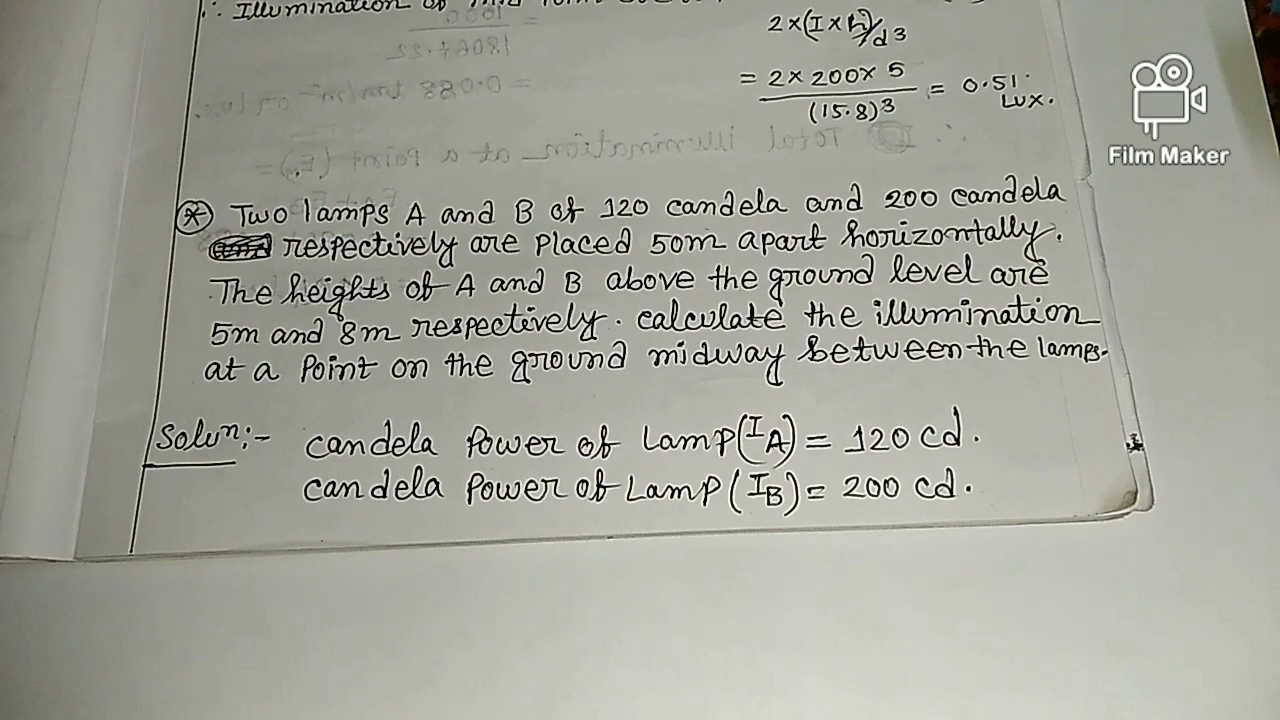 ∴ Illumination of
2×(I×h)/d3
= 2×200×5 / (15.8)3 = 0.51 Lux.
Film Maker
(*) Two lamps A and B of 120 candela and 200 candela
respectively are placed 50m apart horizontally.
The heights of A and B above the ground level are
5m and 8m respectively. calculate the illumination
at a point on the ground midway between the lamps.
Solun:- candela Power of Lamp(IA) = 120 cd.
candela Power of Lamp (IB) = 200 cd.